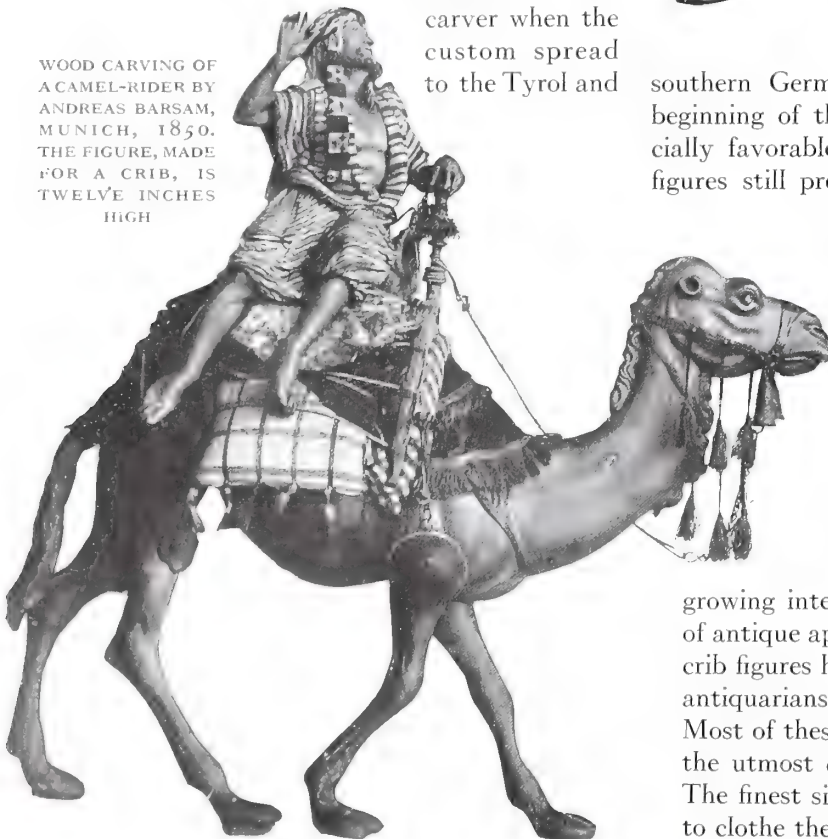 WOOD CARVING OF
A CAMEL-RIDER BY
ANDREAS BARSAM,
MUNICH, 1850.
THE FIGURE, MADE
FOR A CRIB, IS
TWELVE INCHES
HIGH
carver when the
custom spread
to the Tyrol and
southern Germ
beginning of th
cially favorable
figures still pre
growing inte
of antique ap
crib figures h
antiquarians
Most of thes
the utmost
The finest si
to clothe the